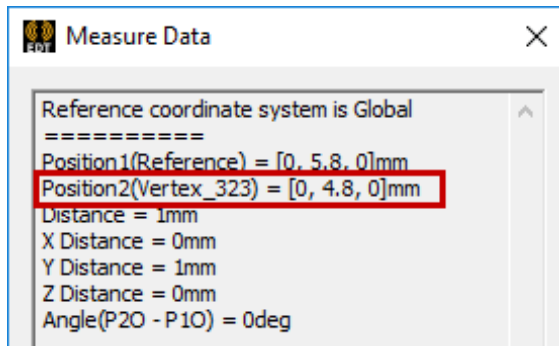 EDT
Measure Data
Reference coordinate system is Global
==========
Position1(Reference) = [0, 5.8, 0]mm
Position2(Vertex_323) = [0, 4.8, 0]mm
Distance = 1mm
X Distance = 0mm
Y Distance = 1mm
Z Distance = 0mm
Angle(P2O - P1O) = 0deg